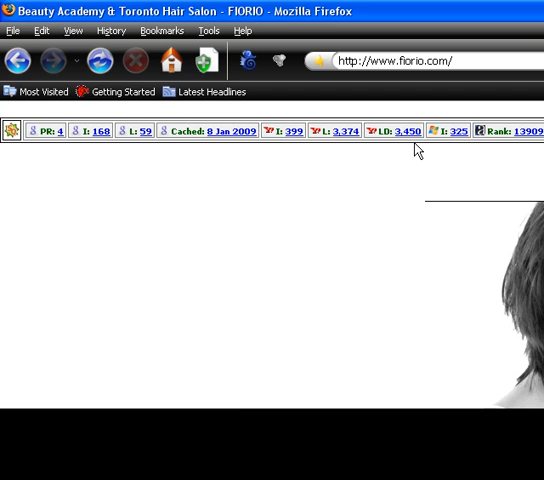 Beauty Academy & Toronto Hair Salon - FIORIO - Mozilla Firefox
File Edit View History Bookmarks Tools Help
http://www.fiorio.com/
Most Visited Getting Started Latest Headlines
PR: 4 I: 168 L: 59 Cached: 8 Jan 2009 I: 399 L: 3,374 LD: 3,450 I: 325 Rank: 13909